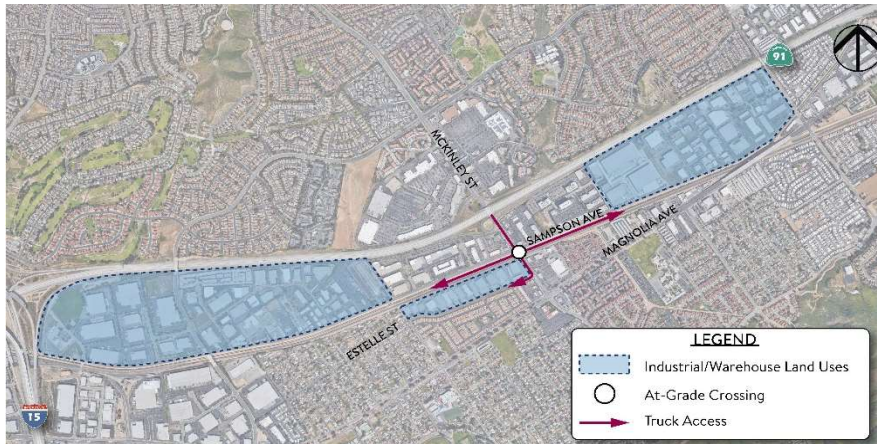 91
MCKINLEY ST
SAMPSON AVE
MAGNOLIA AVE
ESTELLE ST
15
LEGEND
Industrial/Warehouse Land Uses
At-Grade Crossing
Truck Access